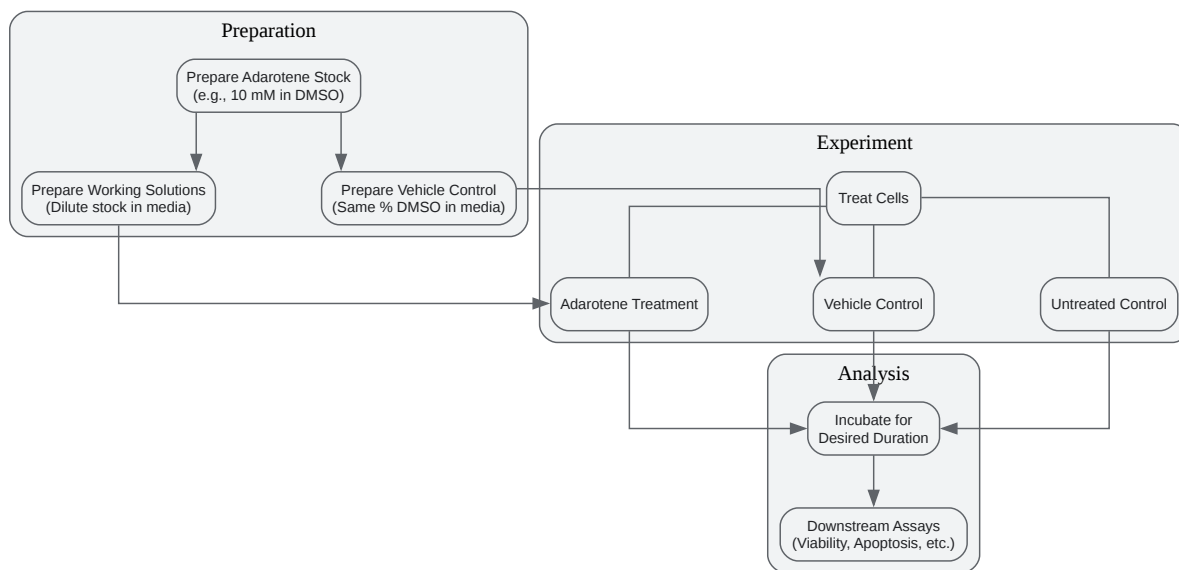 Preparation
Prepare Adarotene Stock
(e.g., 10 mM in DMSO)
Prepare Working Solutions
(Dilute stock in media)
Prepare Vehicle Control
(Same % DMSO in media)
Experiment
Treat Cells
Adarotene Treatment
Vehicle Control
Untreated Control
Analysis
Incubate for
Desired Duration
Downstream Assays
(Viability, Apoptosis, etc.)